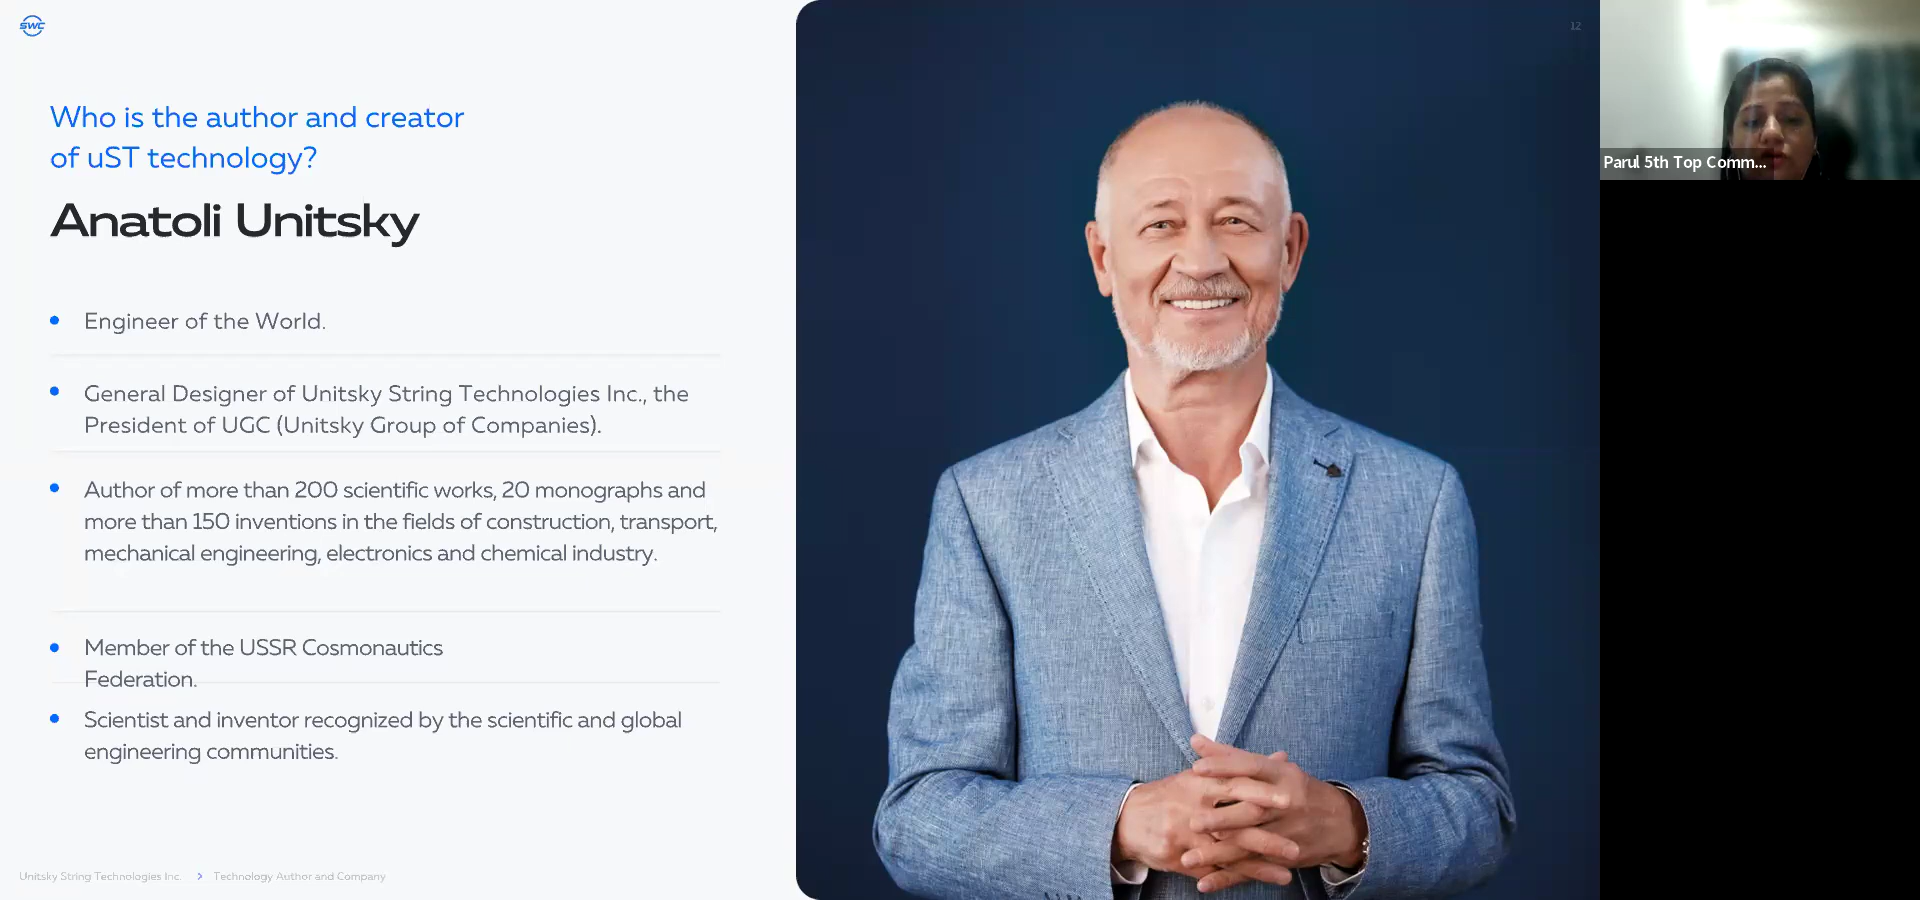 SWC
12
Who is the author and creator
of uST technology?
Anatoli Unitsky
Engineer of the World.
General Designer of Unitsky String Technologies Inc., the
President of UGC (Unitsky Group of Companies).
Author of more than 200 scientific works, 20 monographs and
more than 150 inventions in the fields of construction, transport,
mechanical engineering, electronics and chemical industry.
Member of the USSR Cosmonautics
Federation.
Scientist and inventor recognized by the scientific and global
engineering communities.
Unitsky String Technologies Inc. > Technology Author and Company
Parul 5th Top Comm...